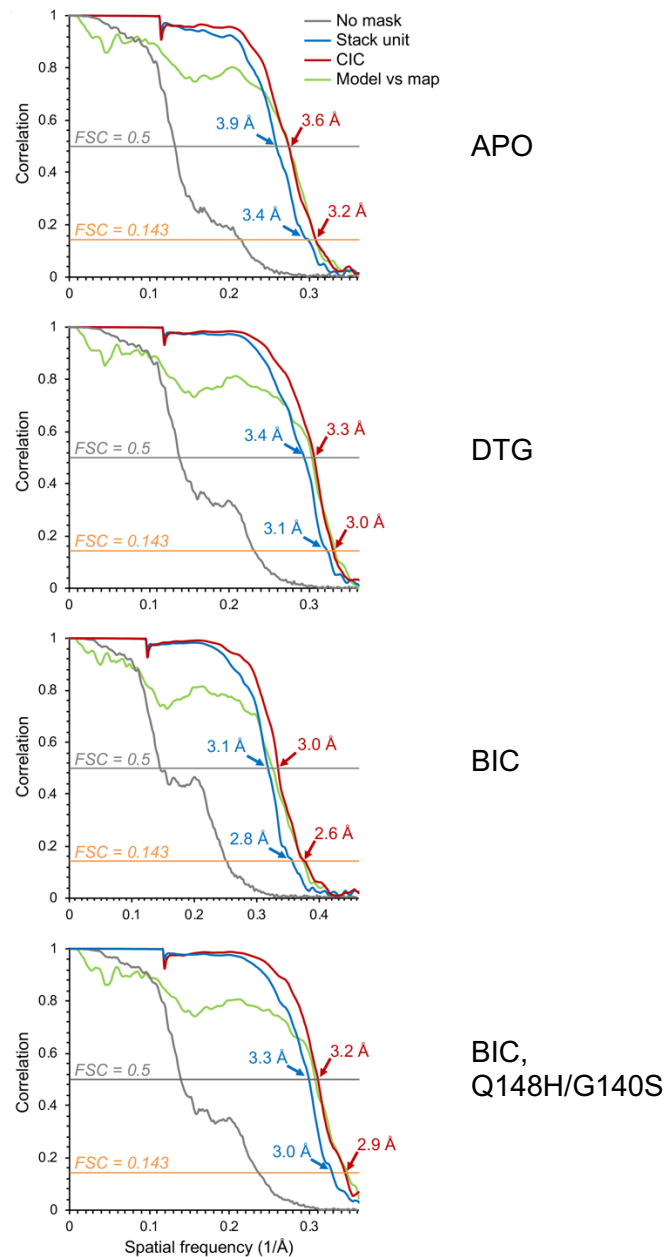 No mask
Stack unit
CIC
Model vs map
1
0.8
0.6
0.4
0.2
0
Correlation
FSC = 0.5
FSC = 0.143
3.9 Å
3.6 Å
3.4 Å
3.2 Å
0
0.1
0.2
0.3
APO
1
0.8
0.6
0.4
0.2
0
Correlation
FSC = 0.5
FSC = 0.143
3.4 Å
3.3 Å
3.1 Å
3.0 Å
0
0.1
0.2
0.3
DTG
1
0.8
0.6
0.4
0.2
0
Correlation
FSC = 0.5
FSC = 0.143
3.1 Å
3.0 Å
2.8 Å
2.6 Å
0
0.1
0.2
0.3
0.4
BIC
1
0.8
0.6
0.4
0.2
0
Correlation
FSC = 0.5
FSC = 0.143
3.3 Å
3.2 Å
3.0 Å
2.9 Å
0
0.1
0.2
0.3
Spatial frequency (1/Å)
BIC,
Q148H/G140S